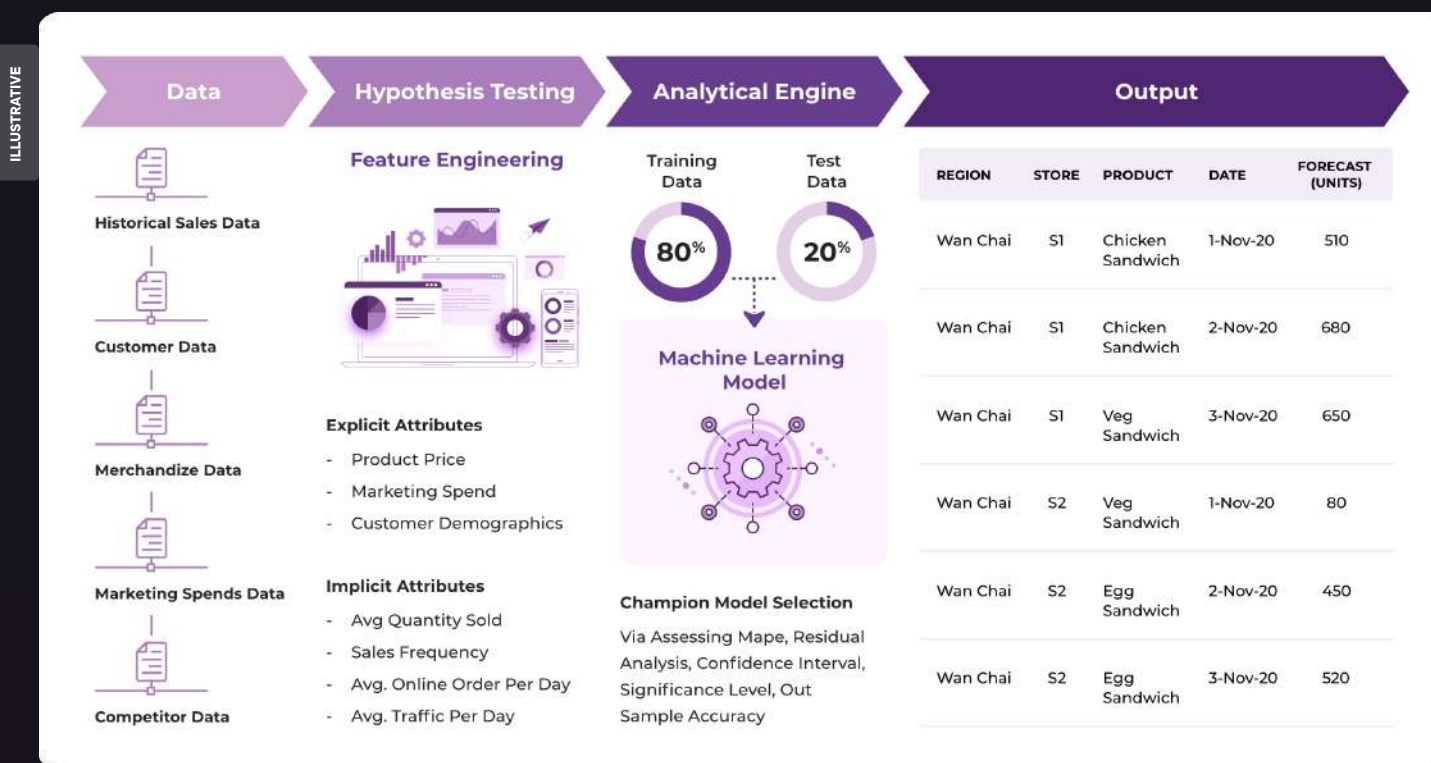 ILLUSTRATIVE
Data
Hypothesis Testing
Analytical Engine
Output
Historical Sales Data
Customer Data
Merchandize Data
Marketing Spends Data
Competitor Data
Feature Engineering
Explicit Attributes
- Product Price
- Marketing Spend
- Customer Demographics
Implicit Attributes
- Avg Quantity Sold
- Sales Frequency
- Avg. Online Order Per Day
- Avg. Traffic Per Day
Training
Data
80%
Test
Data
20%
Machine Learning
Model
Champion Model Selection
Via Assessing Mape, Residual
Analysis, Confidence Interval,
Significance Level, Out
Sample Accuracy
REGION STORE PRODUCT DATE FORECAST
(UNITS)
Wan Chai S1 Chicken 1-Nov-20 510
Sandwich
Wan Chai S1 Chicken 2-Nov-20 680
Sandwich
Wan Chai S1 Veg 3-Nov-20 650
Sandwich
Wan Chai S2 Veg 1-Nov-20 80
Sandwich
Wan Chai S2 Egg 2-Nov-20 450
Sandwich
Wan Chai S2 Egg 3-Nov-20 520
Sandwich